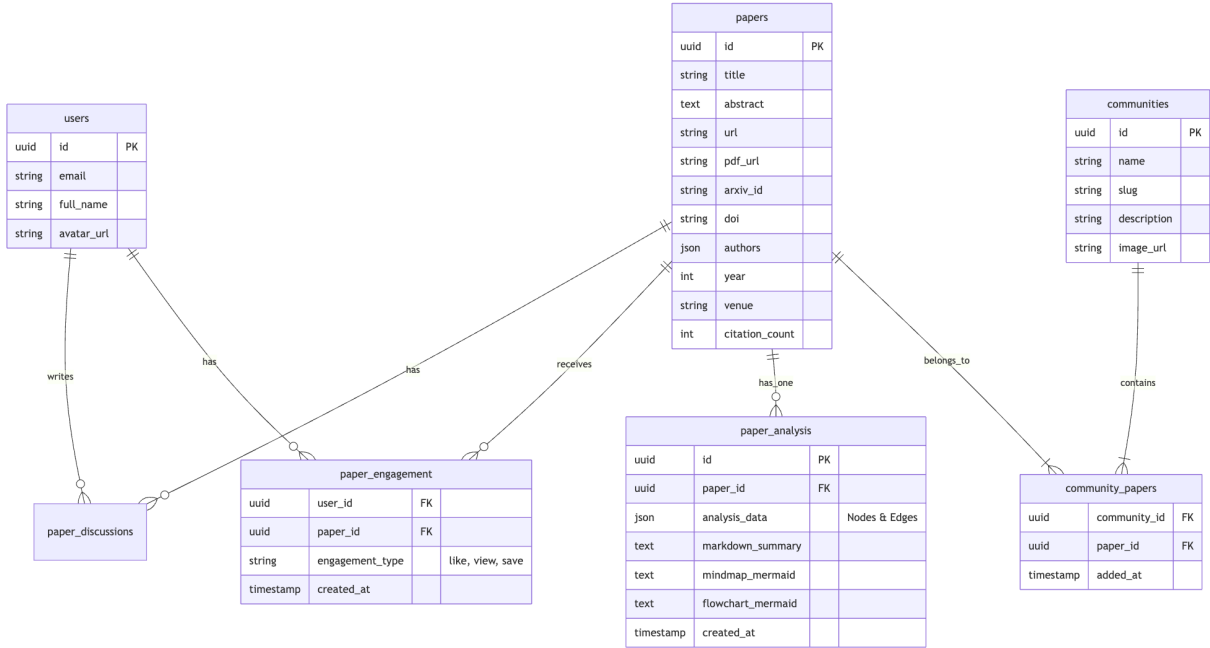 papers
uuid id PK
string title
text abstract
string url
string pdf_url
string arxiv_id
string doi
json authors
int year
string venue
int citation_count
users
uuid id PK
string email
string full_name
string avatar_url
communities
uuid id PK
string name
string slug
string description
string image_url
writes
has
has
receives
has_one
belongs_to
contains
paper_discussions
paper_engagement
uuid user_id FK
uuid paper_id FK
string engagement_type like, view, save
timestamp created_at
paper_analysis
uuid id PK
uuid paper_id FK
json analysis_data Nodes & Edges
text markdown_summary
text mindmap_mermaid
text flowchart_mermaid
timestamp created_at
community_papers
uuid community_id FK
uuid paper_id FK
timestamp added_at